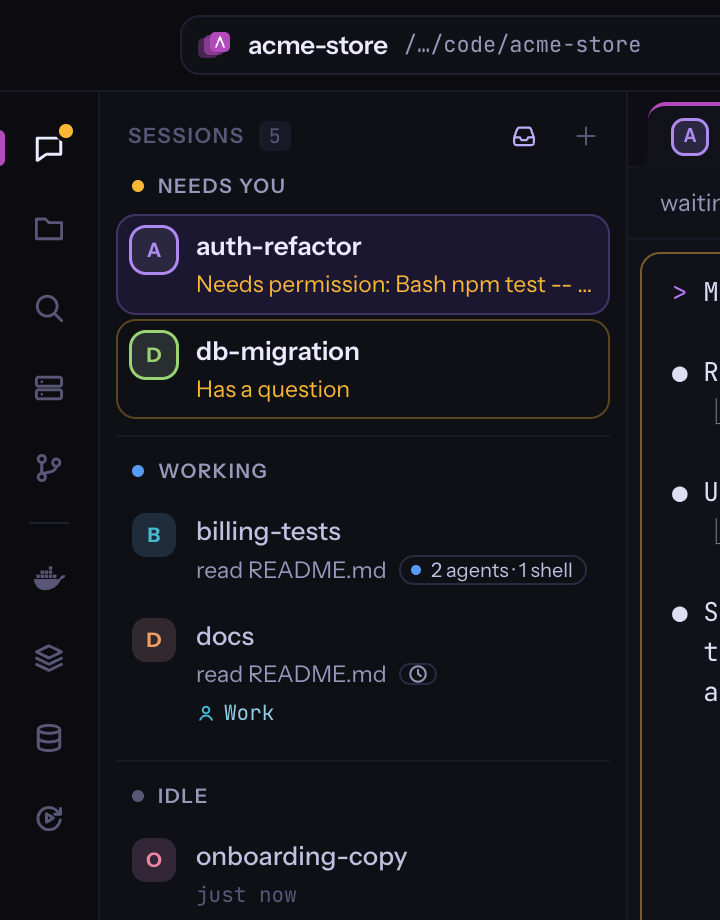 acme-store /…/code/acme-store
SESSIONS 5
NEEDS YOU
A auth-refactor
Needs permission: Bash npm test -- …
D db-migration
Has a question
WORKING
B billing-tests
read README.md 2 agents · 1 shell
D docs
read README.md
Work
IDLE
O onboarding-copy
just now
A
waitin
> M
● R
● U
● S
t
a